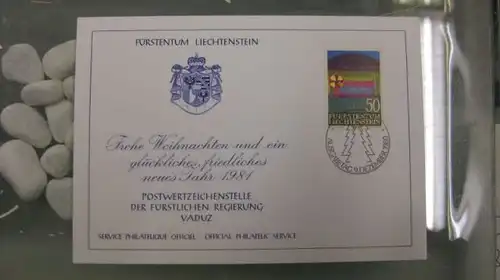 FÜRSTENTUM LIECHTENSTEIN
50
FÜRSTENTUM
LIECHTENSTEIN
Frohe Weihnachten und ein
glückliches, friedliches
neues Jahr 1981
POSTWERTZEICHENSTELLE
DER FÜRSTLICHEN REGIERUNG
VADUZ
SERVICE PHILATELIQUE OFFICIEL OFFICIAL PHILATELIC SERVICE